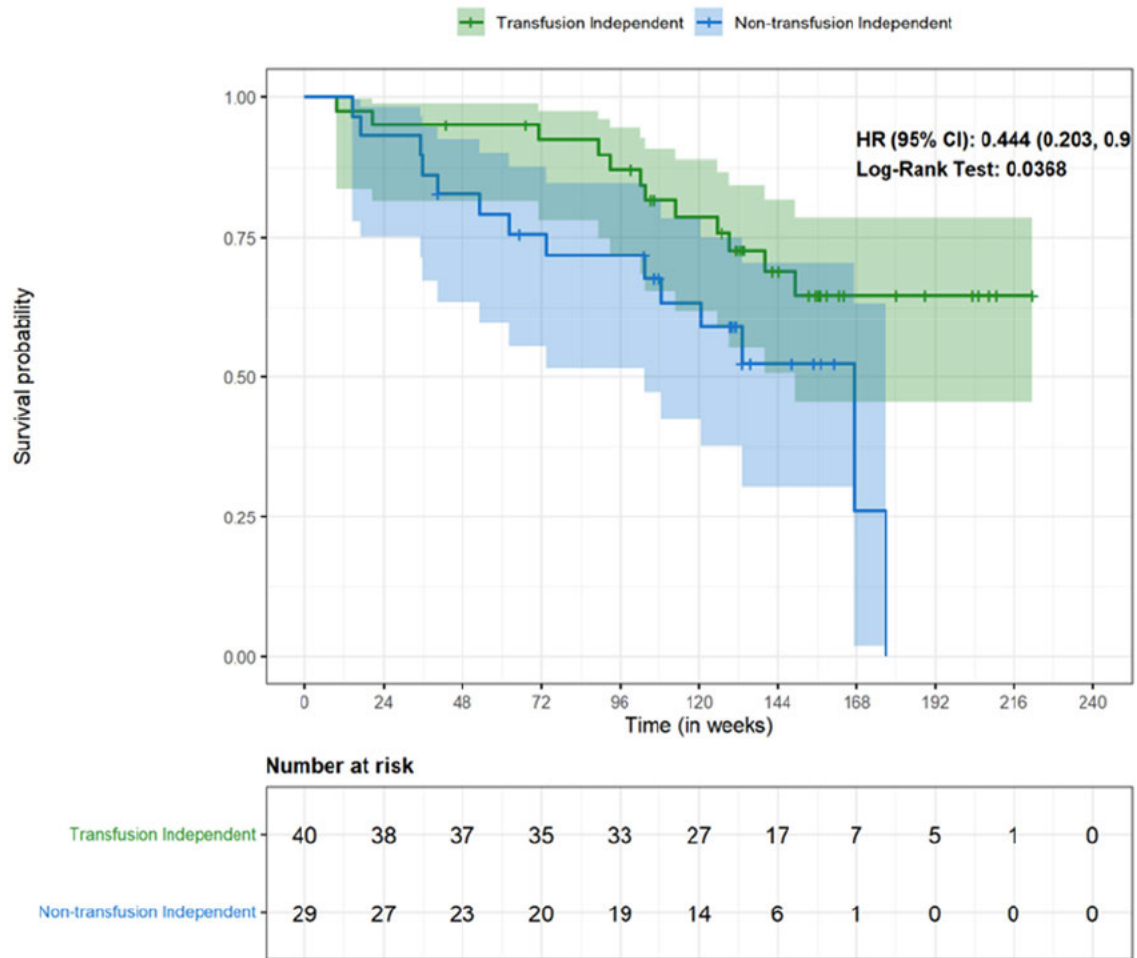 Transfusion Independent Non-transfusion Independent
HR (95% CI): 0.444 (0.203, 0.9
Log-Rank Test: 0.0368
Survival probability
1.00
0.75
0.50
0.25
0.00
0 24 48 72 96 120 144 168 192 216 240
Time (in weeks)
Number at risk
Transfusion Independent 40 38 37 35 33 27 17 7 5 1 0
Non-transfusion Independent 29 27 23 20 19 14 6 1 0 0 0